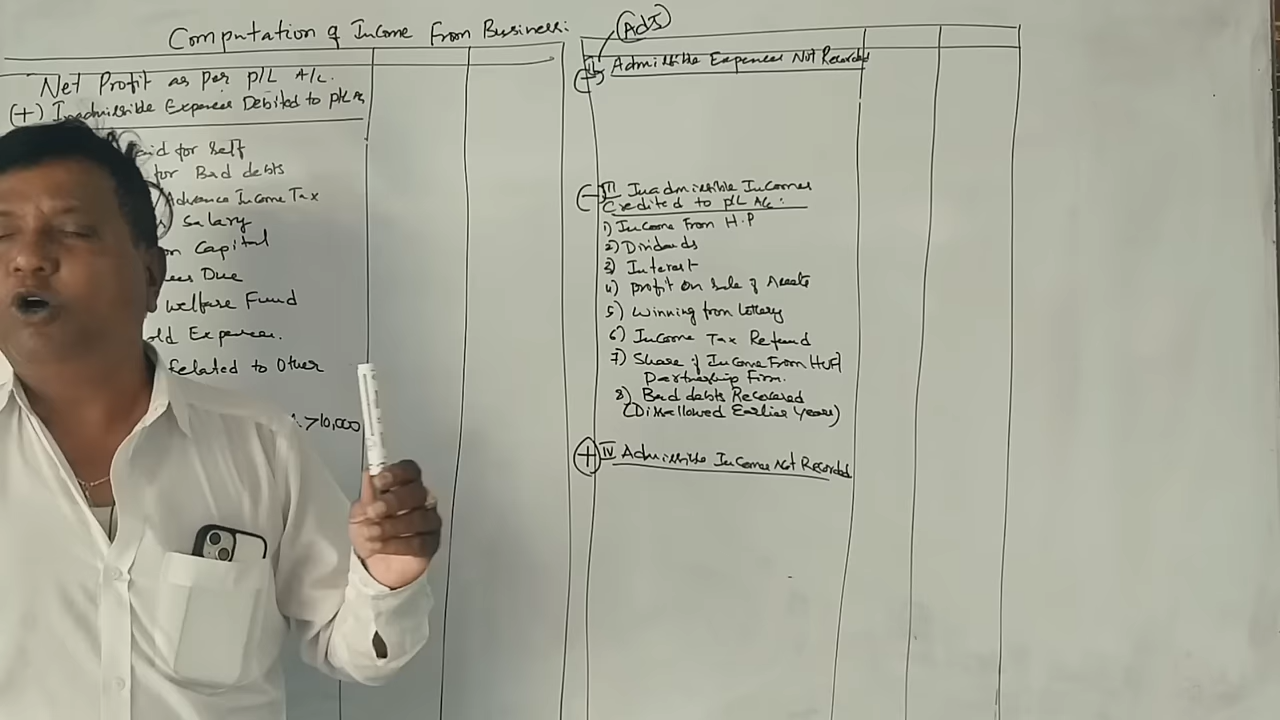 Computation of Income From Business:
Net Profit as per P/L A/c.
(+) Inadmissible Expenses Debited to P/L A/c
Paid for Self
for Bad debts
Advance Income Tax
Salary
on Capital
Due
Welfare Fund
Expenses.
Related to Other
>10,000
(Adj)
II Admissible Expenses Not Recorded
(-) III Inadmissible Incomes
Credited to P/L A/c:
1) Income From H.P
2) Dividends
3) Interest
4) Profit on Sale of Assets
5) Winning from Lottery
6) Income Tax Refund
7) Share of Income From HUF/
Partnership Firm.
8) Bad debts Recovered
(Disallowed Earlier Years)
(+) IV Admissible Income Not Recorded